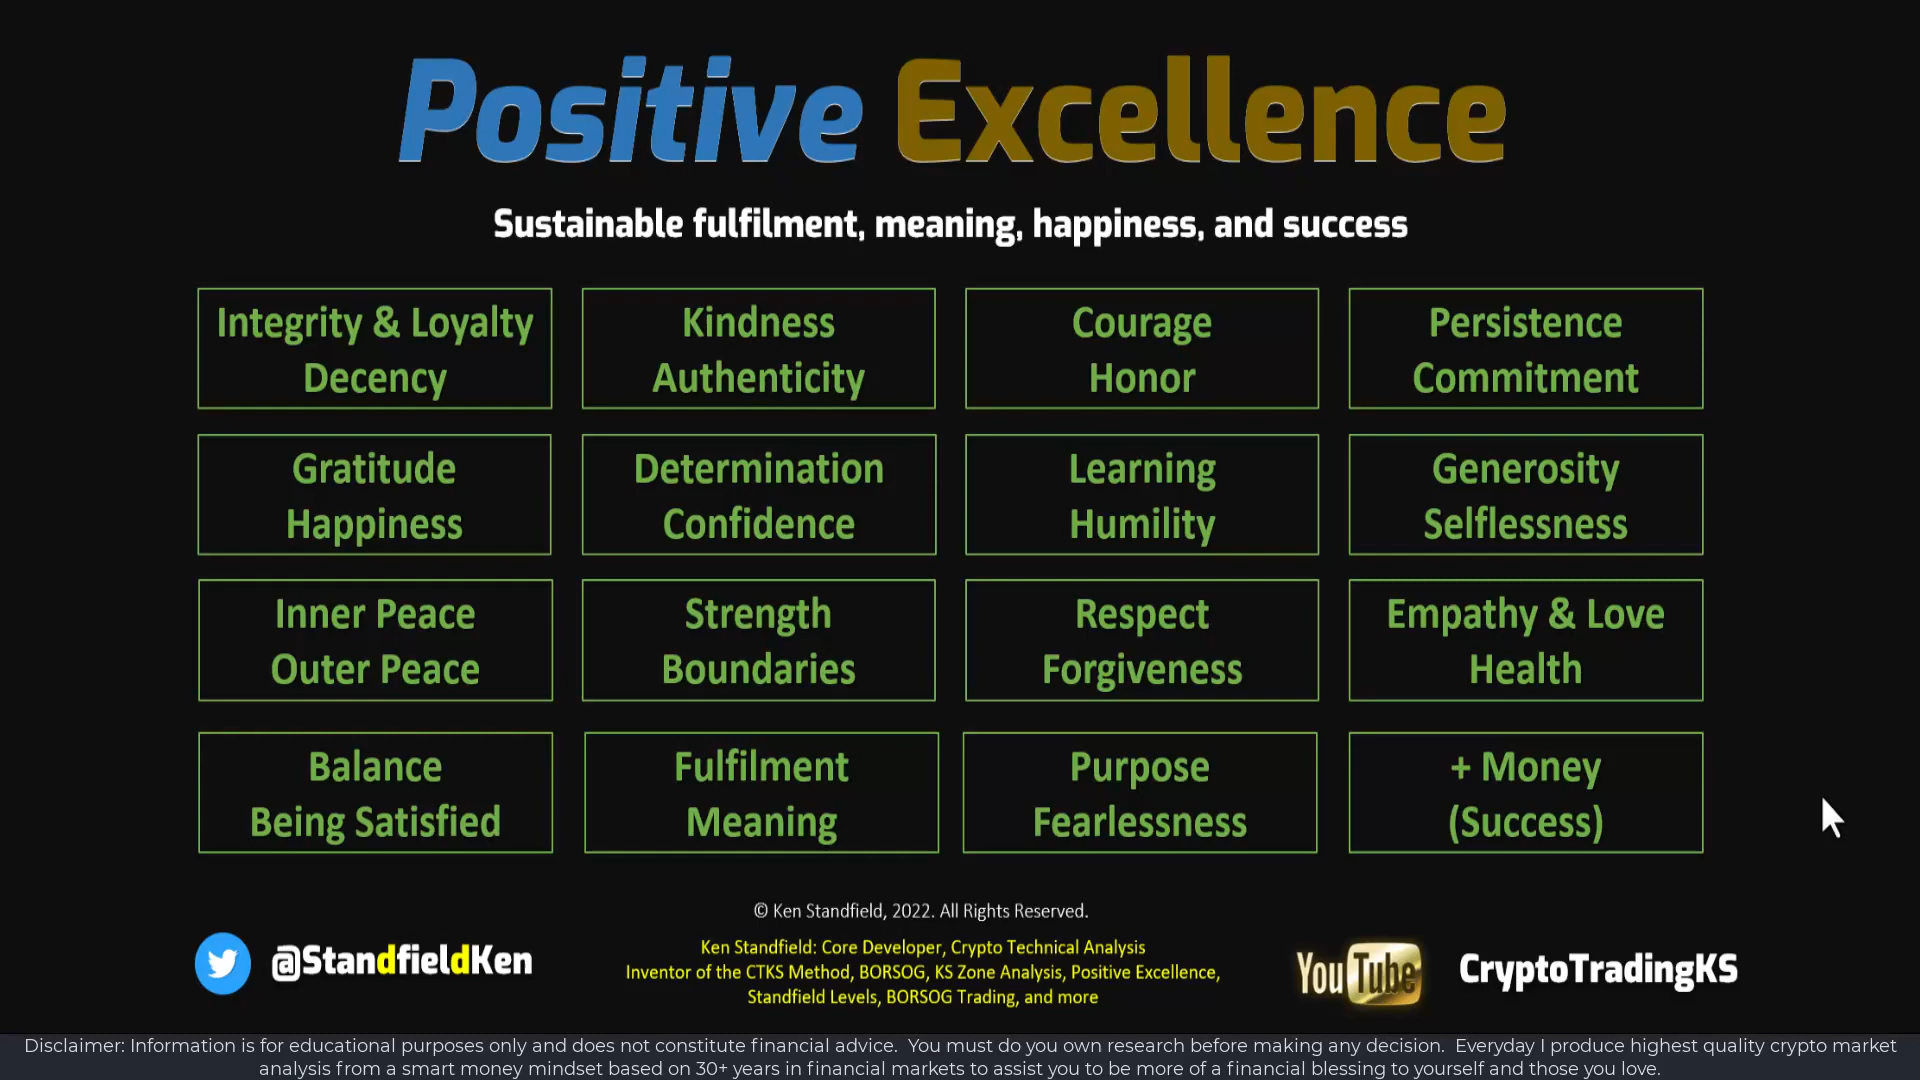 Positive Excellence
Sustainable fulfilment, meaning, happiness, and success
Integrity & Loyalty
Decency
Kindness
Authenticity
Courage
Honor
Persistence
Commitment
Gratitude
Happiness
Determination
Confidence
Learning
Humility
Generosity
Selflessness
Inner Peace
Outer Peace
Strength
Boundaries
Respect
Forgiveness
Empathy & Love
Health
Balance
Being Satisfied
Fulfilment
Meaning
Purpose
Fearlessness
+ Money
(Success)
© Ken Standfield, 2022. All Rights Reserved.
@StandfieldKen
Ken Standfield: Core Developer, Crypto Technical Analysis
Inventor of the CTKS Method, BORSOG, KS Zone Analysis, Positive Excellence,
Standfield Levels, BORSOG Trading, and more
YouTube
CryptoTradingKS
Disclaimer: Information is for educational purposes only and does not constitute financial advice.  You must do you own research before making any decision.  Everyday I produce highest quality crypto market
analysis from a smart money mindset based on 30+ years in financial markets to assist you to be more of a financial blessing to yourself and those you love.